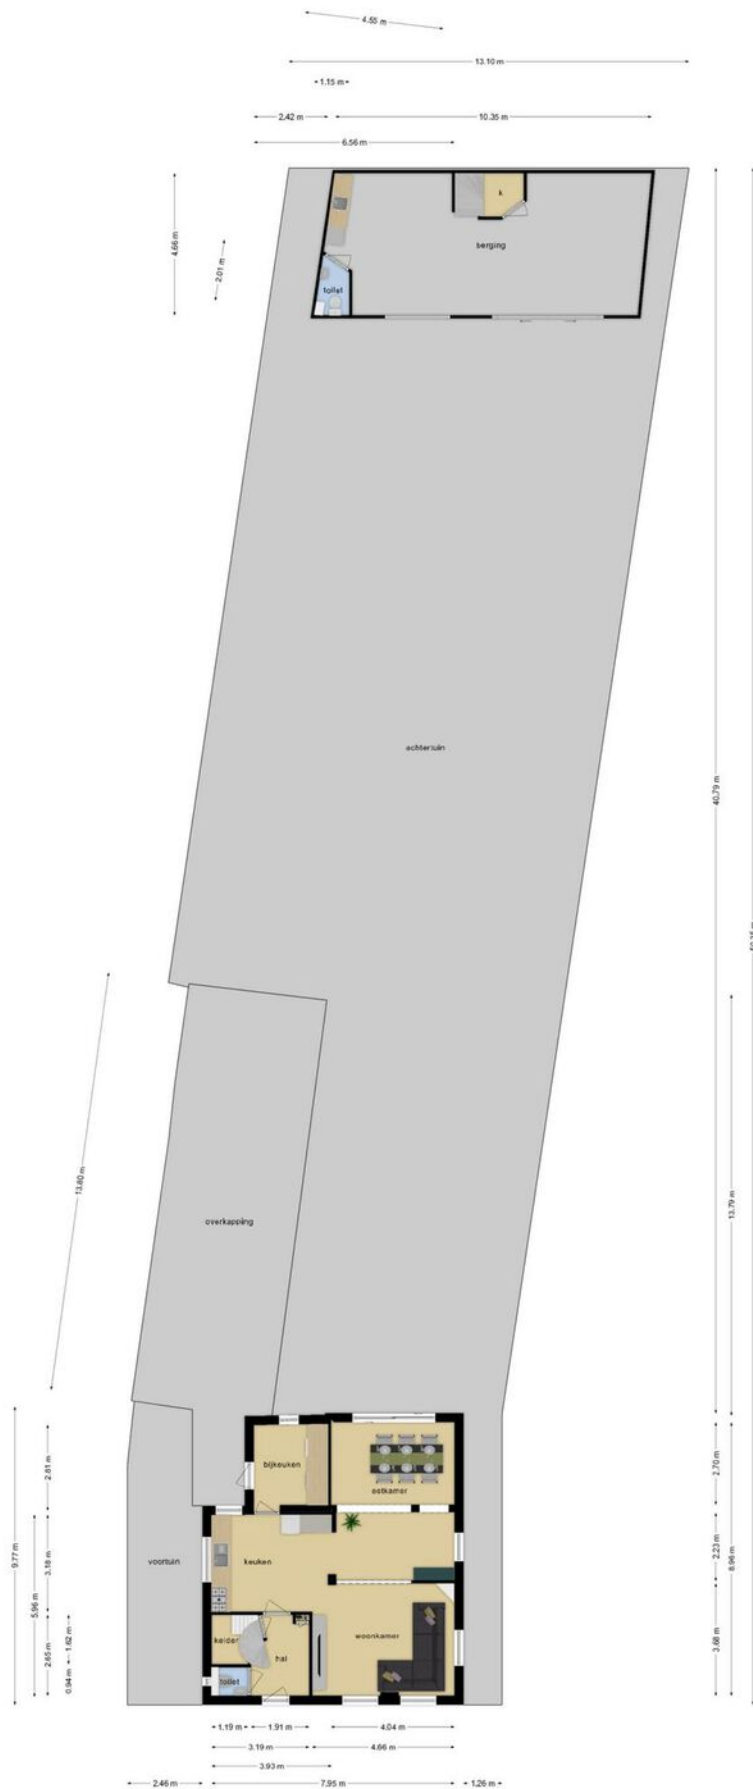 4.55 m
13.10 m
1.15 m
2.42 m
10.35 m
6.56 m
4.66 m
2.01 m
k
berging
toilet
achtertuin
40.79 m
13.80 m
13.79 m
overkapping
bijkeuken
eetkamer
2.81 m
2.70 m
9.77 m
voortuin
keuken
3.18 m
2.23 m
5.96 m
8.96 m
kelder
hal
woonkamer
toilet
2.65 m
1.62 m
0.94 m
3.68 m
1.19 m
1.91 m
4.04 m
3.19 m
4.66 m
3.93 m
2.46 m
7.95 m
1.26 m